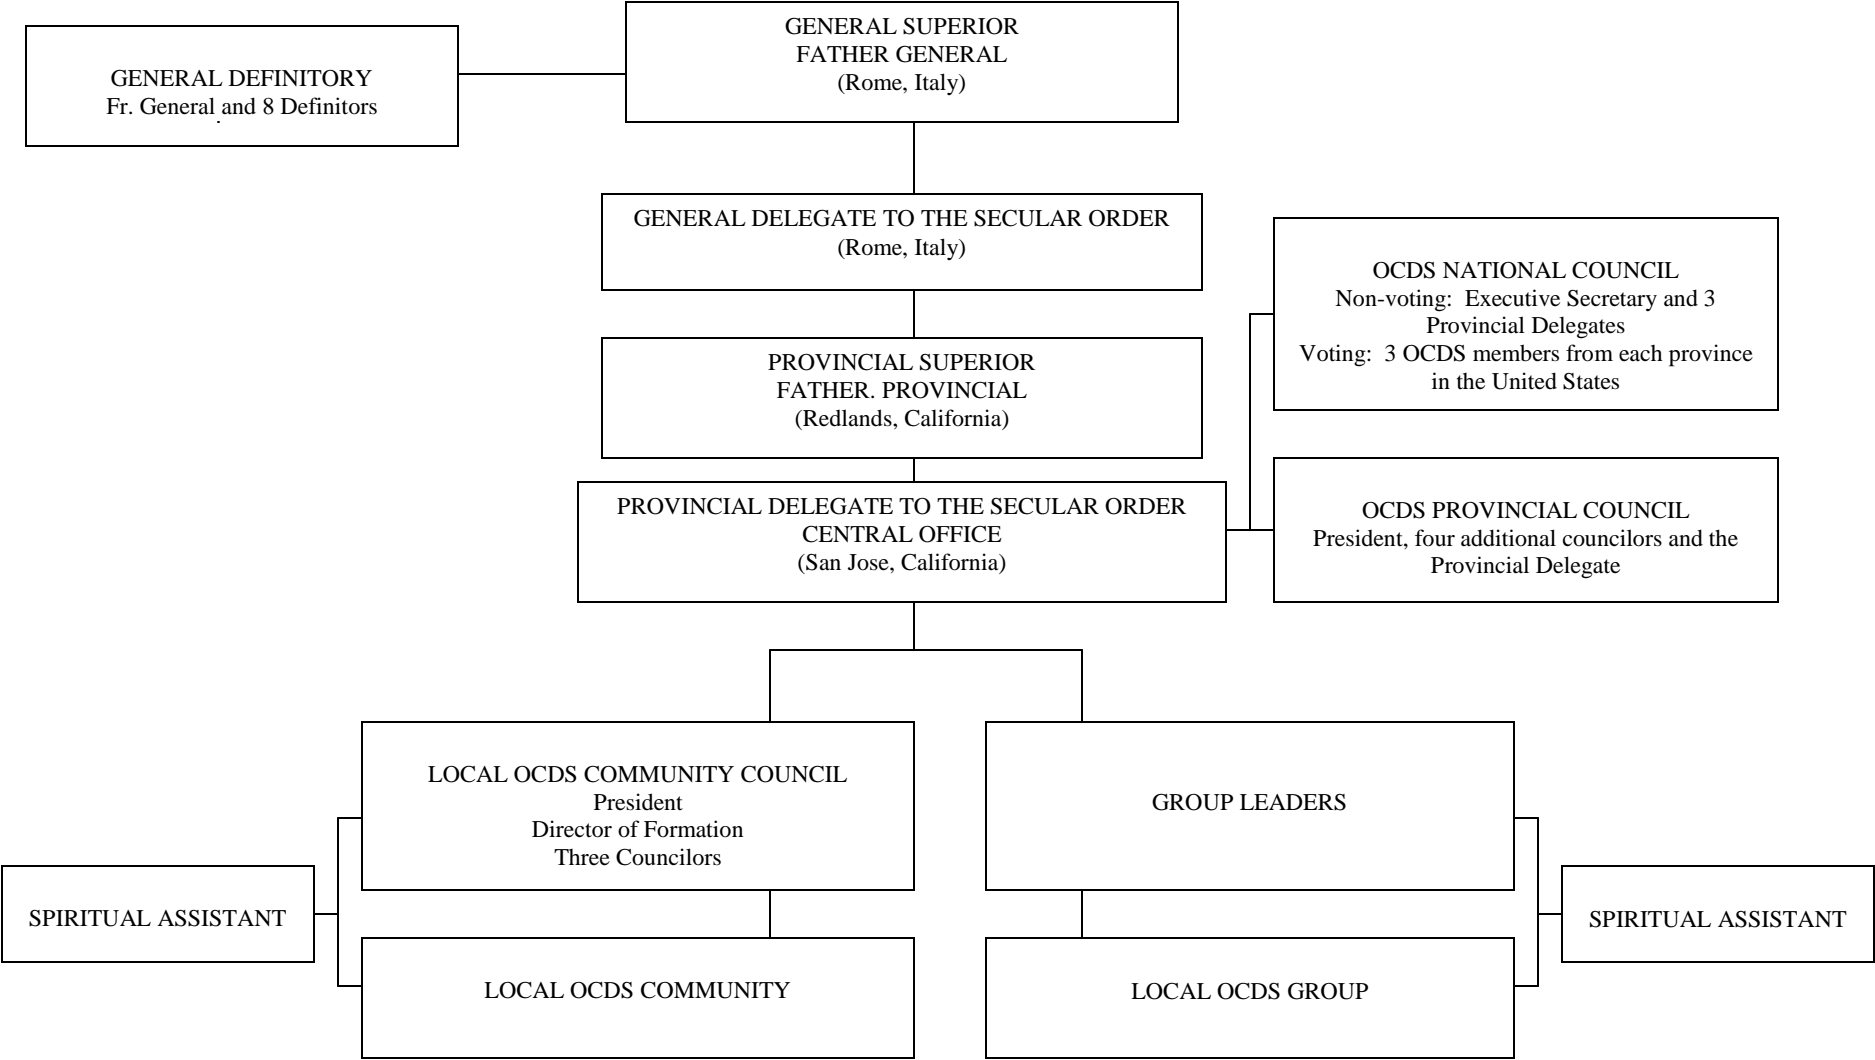 GENERAL SUPERIOR
FATHER GENERAL
(Rome, Italy)
GENERAL DEFINITORY
Fr. General and 8 Definitors
GENERAL DELEGATE TO THE SECULAR ORDER
(Rome, Italy)
OCDS NATIONAL COUNCIL
Non-voting:  Executive Secretary and 3
Provincial Delegates
Voting:  3 OCDS members from each province
in the United States
PROVINCIAL SUPERIOR
FATHER. PROVINCIAL
(Redlands, California)
PROVINCIAL DELEGATE TO THE SECULAR ORDER
CENTRAL OFFICE
(San Jose, California)
OCDS PROVINCIAL COUNCIL
President, four additional councilors and the
Provincial Delegate
LOCAL OCDS COMMUNITY COUNCIL
President
Director of Formation
Three Councilors
GROUP LEADERS
SPIRITUAL ASSISTANT
SPIRITUAL ASSISTANT
LOCAL OCDS COMMUNITY
LOCAL OCDS GROUP